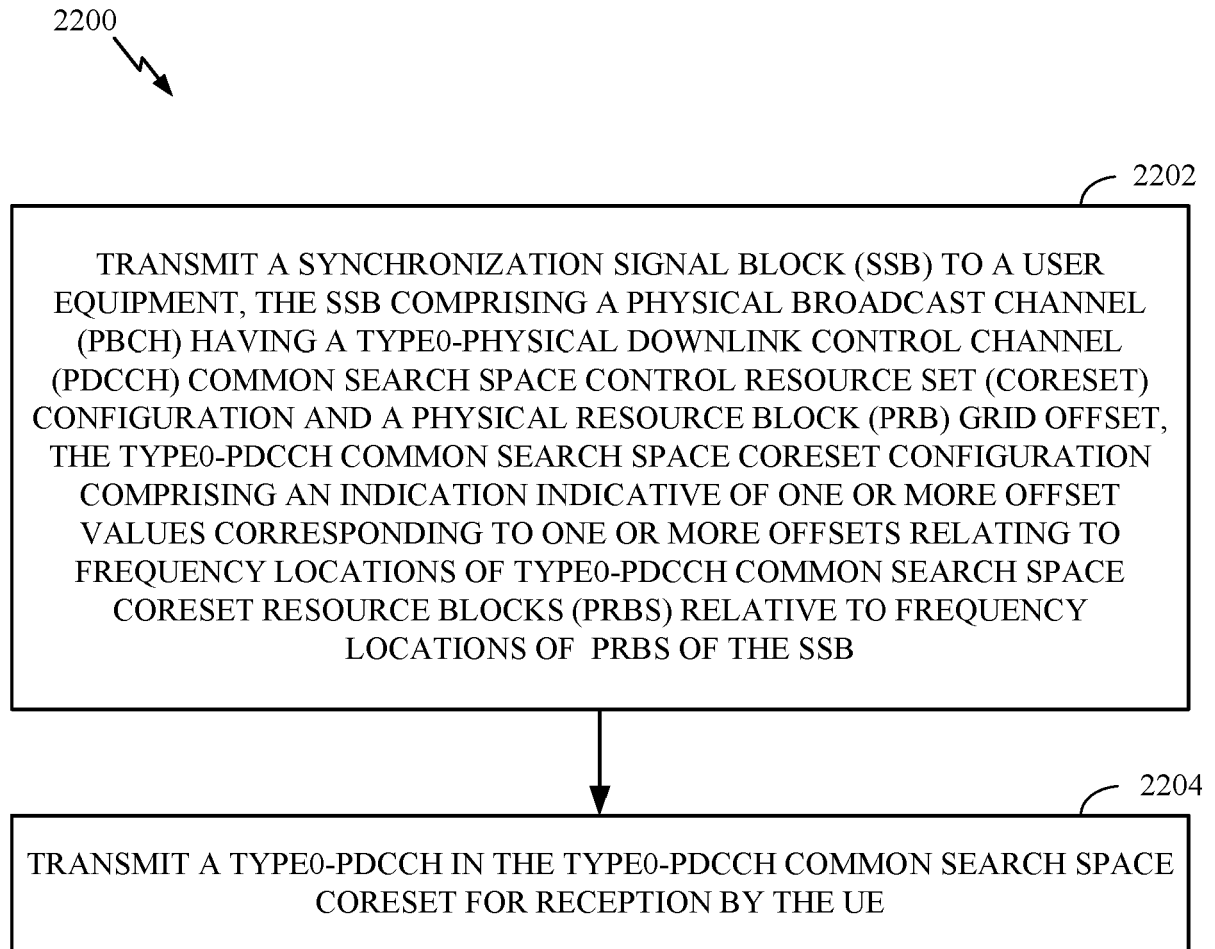 2200
2202
TRANSMIT A SYNCHRONIZATION SIGNAL BLOCK (SSB) TO A USER
EQUIPMENT, THE SSB COMPRISING A PHYSICAL BROADCAST CHANNEL
(PBCH) HAVING A TYPE0-PHYSICAL DOWNLINK CONTROL CHANNEL
(PDCCH) COMMON SEARCH SPACE CONTROL RESOURCE SET (CORESET)
CONFIGURATION AND A PHYSICAL RESOURCE BLOCK (PRB) GRID OFFSET,
THE TYPE0-PDCCH COMMON SEARCH SPACE CORESET CONFIGURATION
COMPRISING AN INDICATION INDICATIVE OF ONE OR MORE OFFSET
VALUES CORRESPONDING TO ONE OR MORE OFFSETS RELATING TO
FREQUENCY LOCATIONS OF TYPE0-PDCCH COMMON SEARCH SPACE
CORESET RESOURCE BLOCKS (PRBS) RELATIVE TO FREQUENCY
LOCATIONS OF PRBS OF THE SSB
2204
TRANSMIT A TYPE0-PDCCH IN THE TYPE0-PDCCH COMMON SEARCH SPACE
CORESET FOR RECEPTION BY THE UE